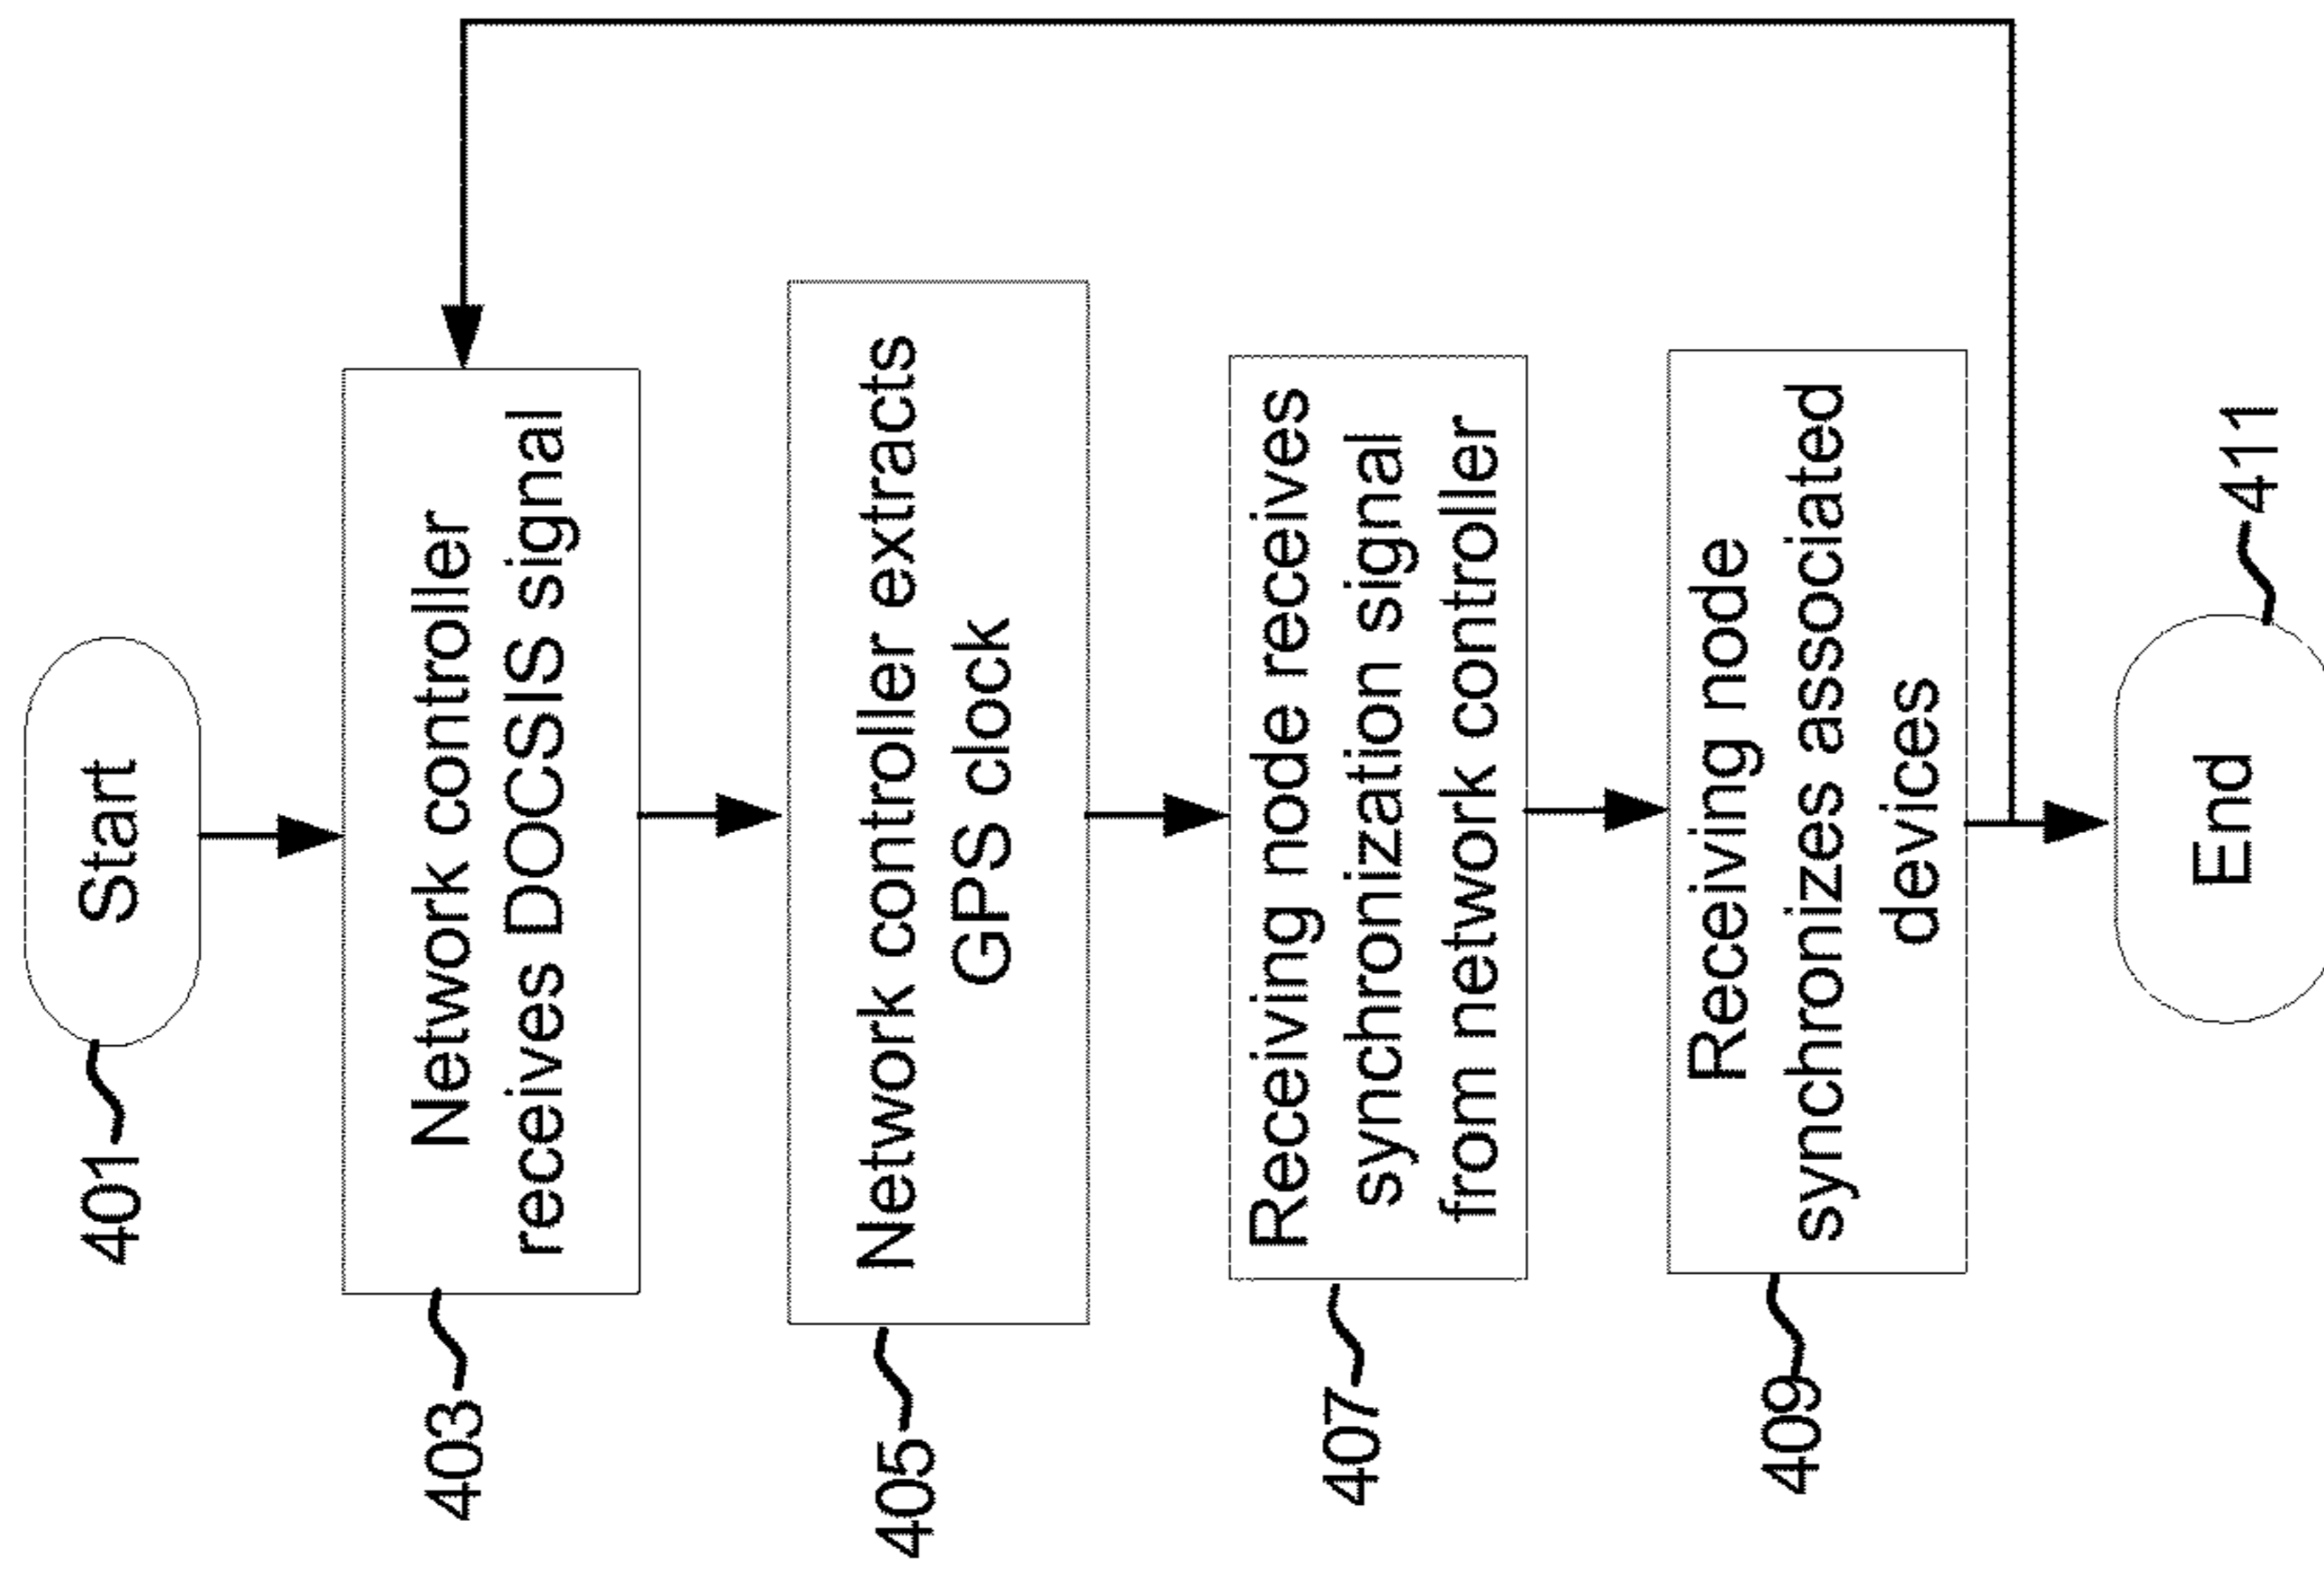 Start
401
Network controller
receives DOCSIS signal
403
Network controller extracts
GPS clock
405
Receiving node receives
synchronization signal
from network controller
407
Receiving node
synchronizes associated
devices
409
End
411